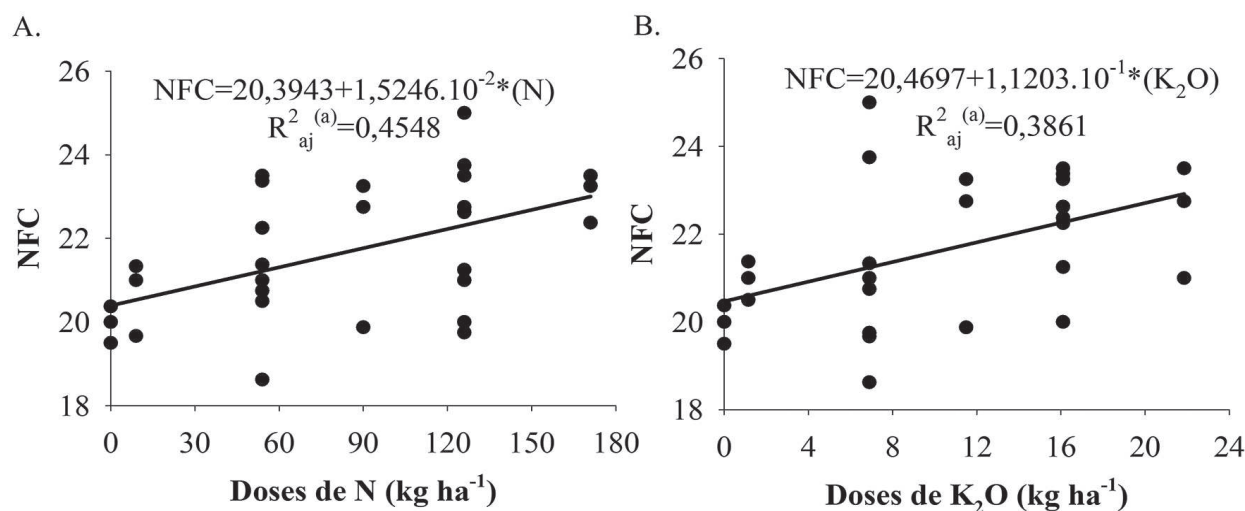 A.
NFC=20,3943+1,5246.10⁻²*(N)
R²aj⁽ᵃ⁾=0,4548
26
24
22
20
18
NFC
0 30 60 90 120 150 180
Doses de N (kg ha⁻¹)
B.
NFC=20,4697+1,1203.10⁻¹*(K₂O)
R²aj⁽ᵃ⁾=0,3861
26
24
22
20
18
NFC
0 4 8 12 16 20 24
Doses de K₂O (kg ha⁻¹)